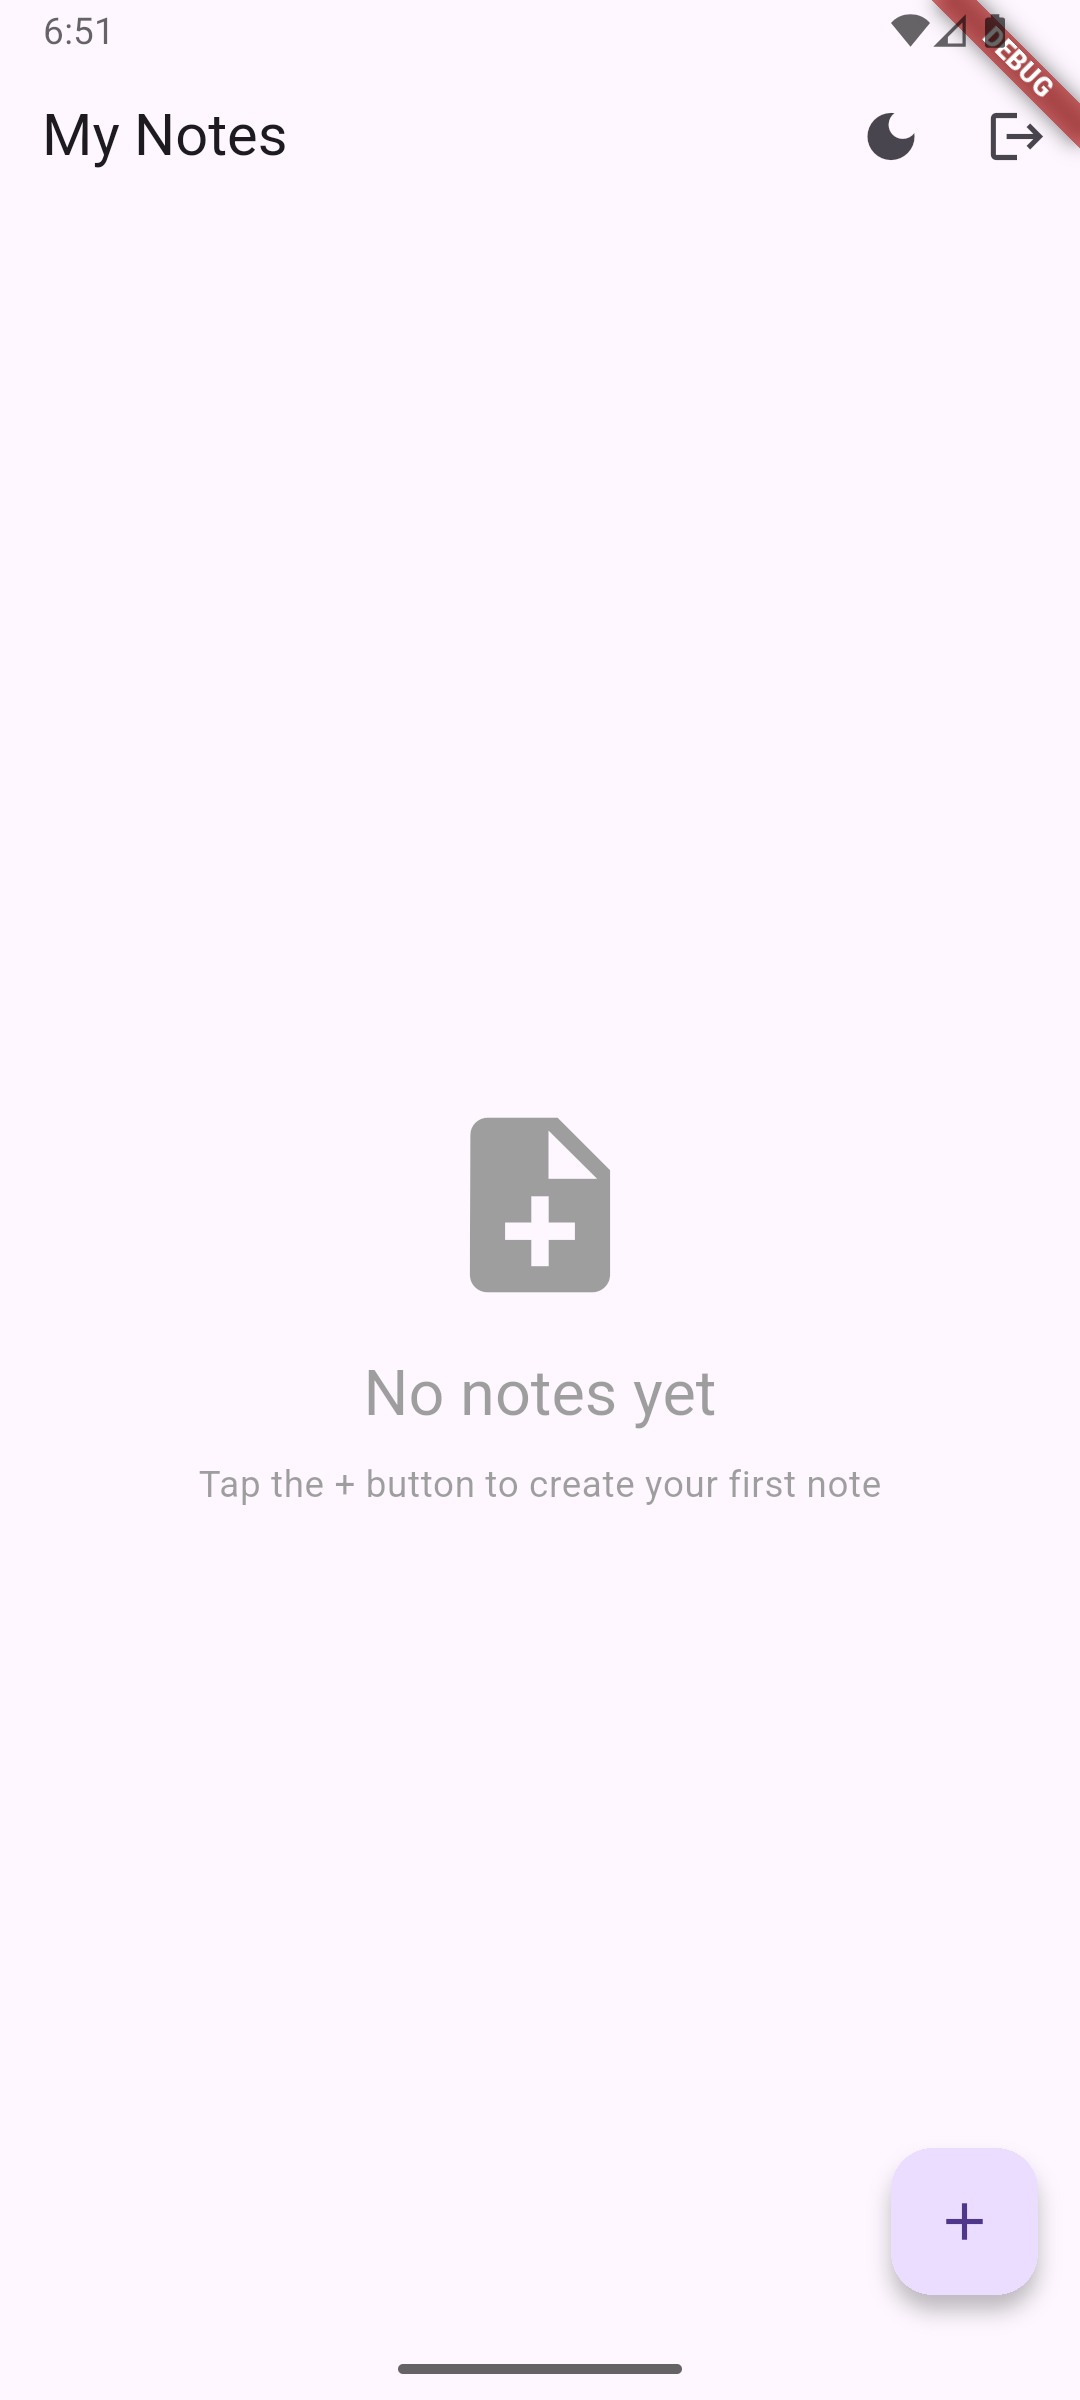 6:51
DEBUG
My Notes
No notes yet
Tap the + button to create your first note